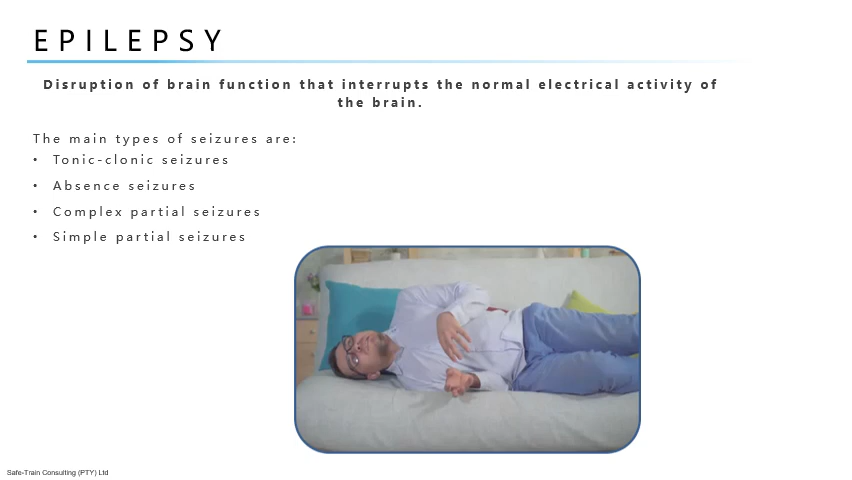 EPILEPSY
Disruption of brain function that interrupts the normal electrical activity of
the brain.
The main types of seizures are:
• Tonic-clonic seizures
• Absence seizures
• Complex partial seizures
• Simple partial seizures
Safe-Train Consulting (PTY) Ltd